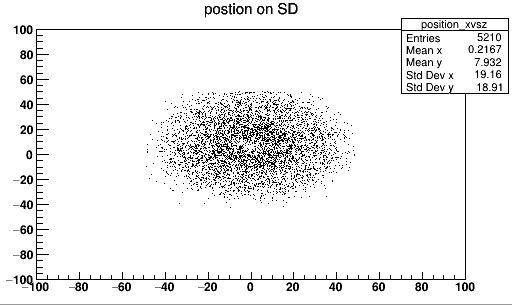 postion on SD
position_xvsz
Entries 5210
Mean x 0.2167
Mean y 7.932
Std Dev x 19.16
Std Dev y 18.91
100
80
60
40
20
0
−20
−40
−60
−80
−100
−100 −80 −60 −40 −20 0 20 40 60 80 100